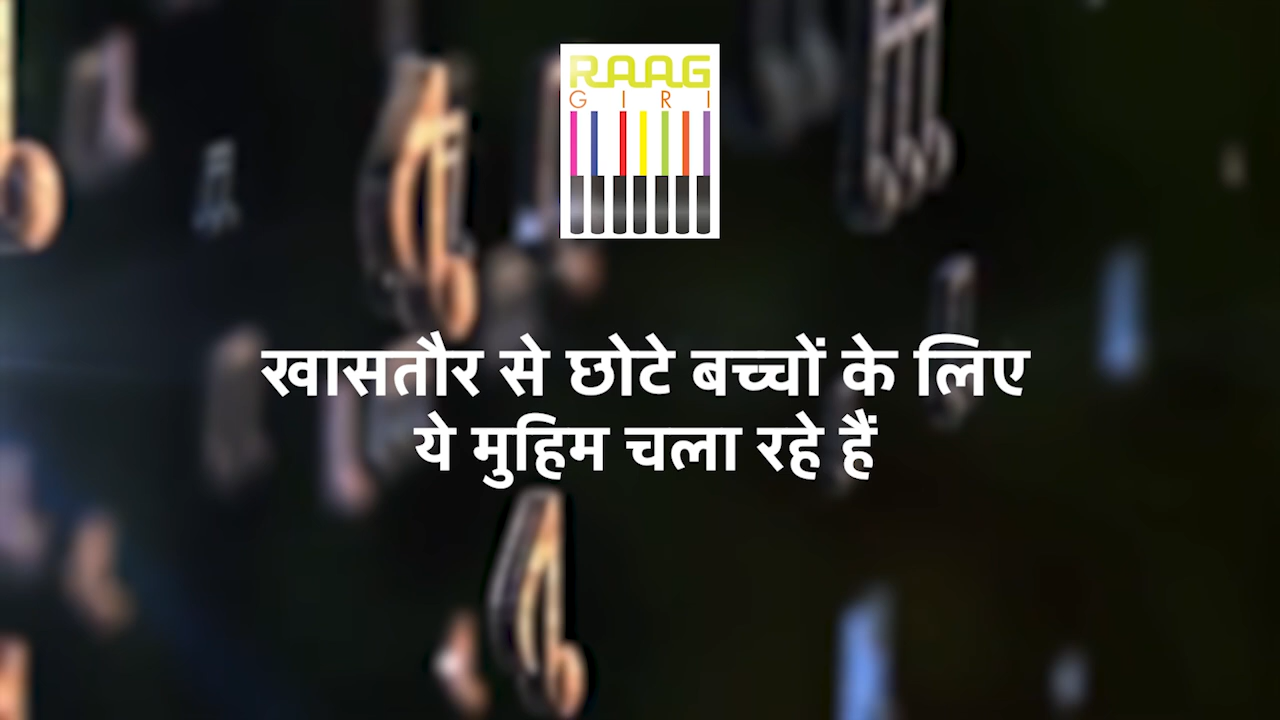 RAAG
GIRI
खासतौर से छोटे बच्चों के लिए
ये मुहिम चला रहे हैं